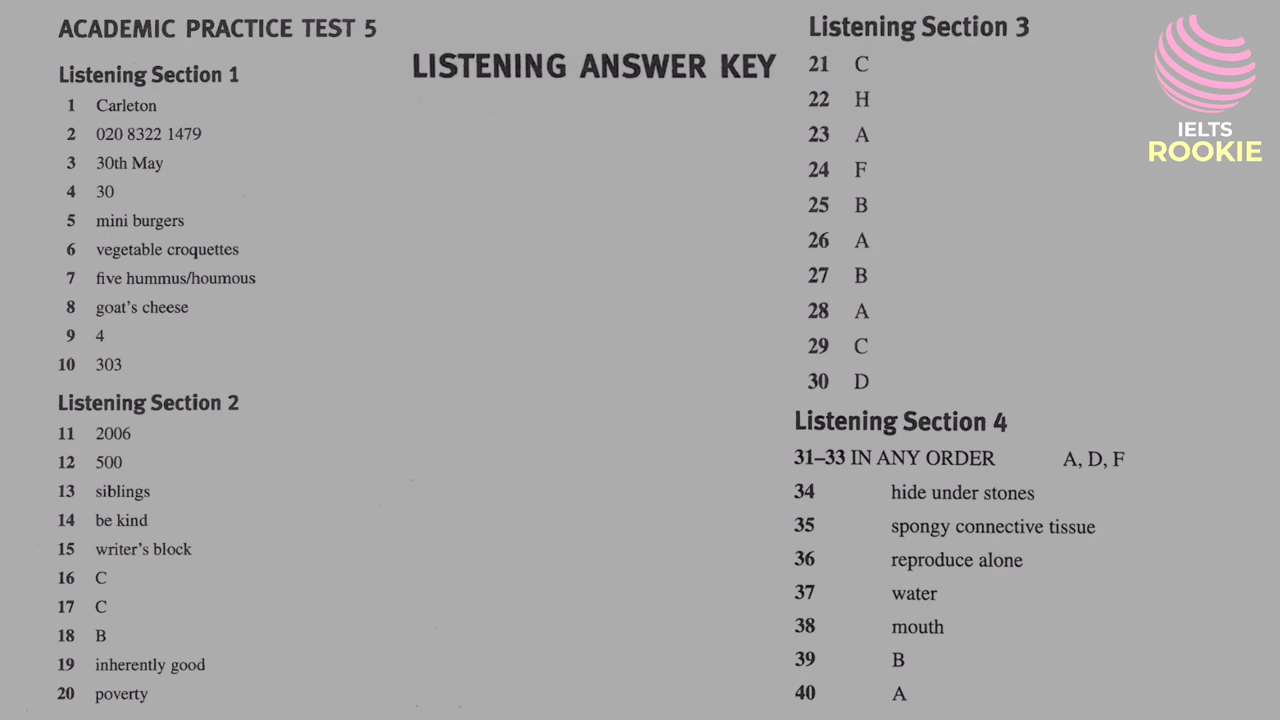 ACADEMIC PRACTICE TEST 5
LISTENING ANSWER KEY
Listening Section 1
1 Carleton
2 020 8322 1479
3 30th May
4 30
5 mini burgers
6 vegetable croquettes
7 five hummus/houmous
8 goat's cheese
9 4
10 303
Listening Section 2
11 2006
12 500
13 siblings
14 be kind
15 writer's block
16 C
17 C
18 B
19 inherently good
20 poverty
Listening Section 3
21 C
22 H
23 A
24 F
25 B
26 A
27 B
28 A
29 C
30 D
Listening Section 4
31–33 IN ANY ORDER A, D, F
34 hide under stones
35 spongy connective tissue
36 reproduce alone
37 water
38 mouth
39 B
40 A
IELTS
ROOKIE